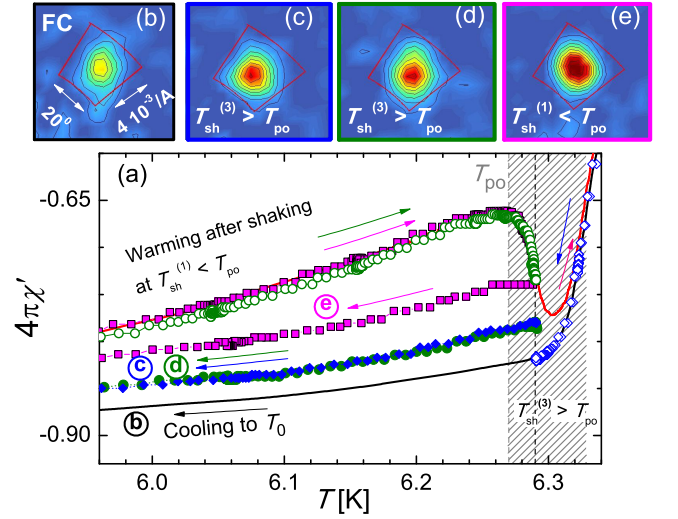 FC (b)
20⁰ 4 10⁻³/Å
(c)
T_sh^(3) > T_po
(d)
T_sh^(3) > T_po
(e)
T_sh^(1) < T_po
(a)
T_po
Warming after shaking
at T_sh^(1) < T_po
e
c d
b
Cooling to T_0
T_sh^(3) > T_po
4πχ′
-0.65
-0.90
6.0 6.1 6.2 6.3
T [K]